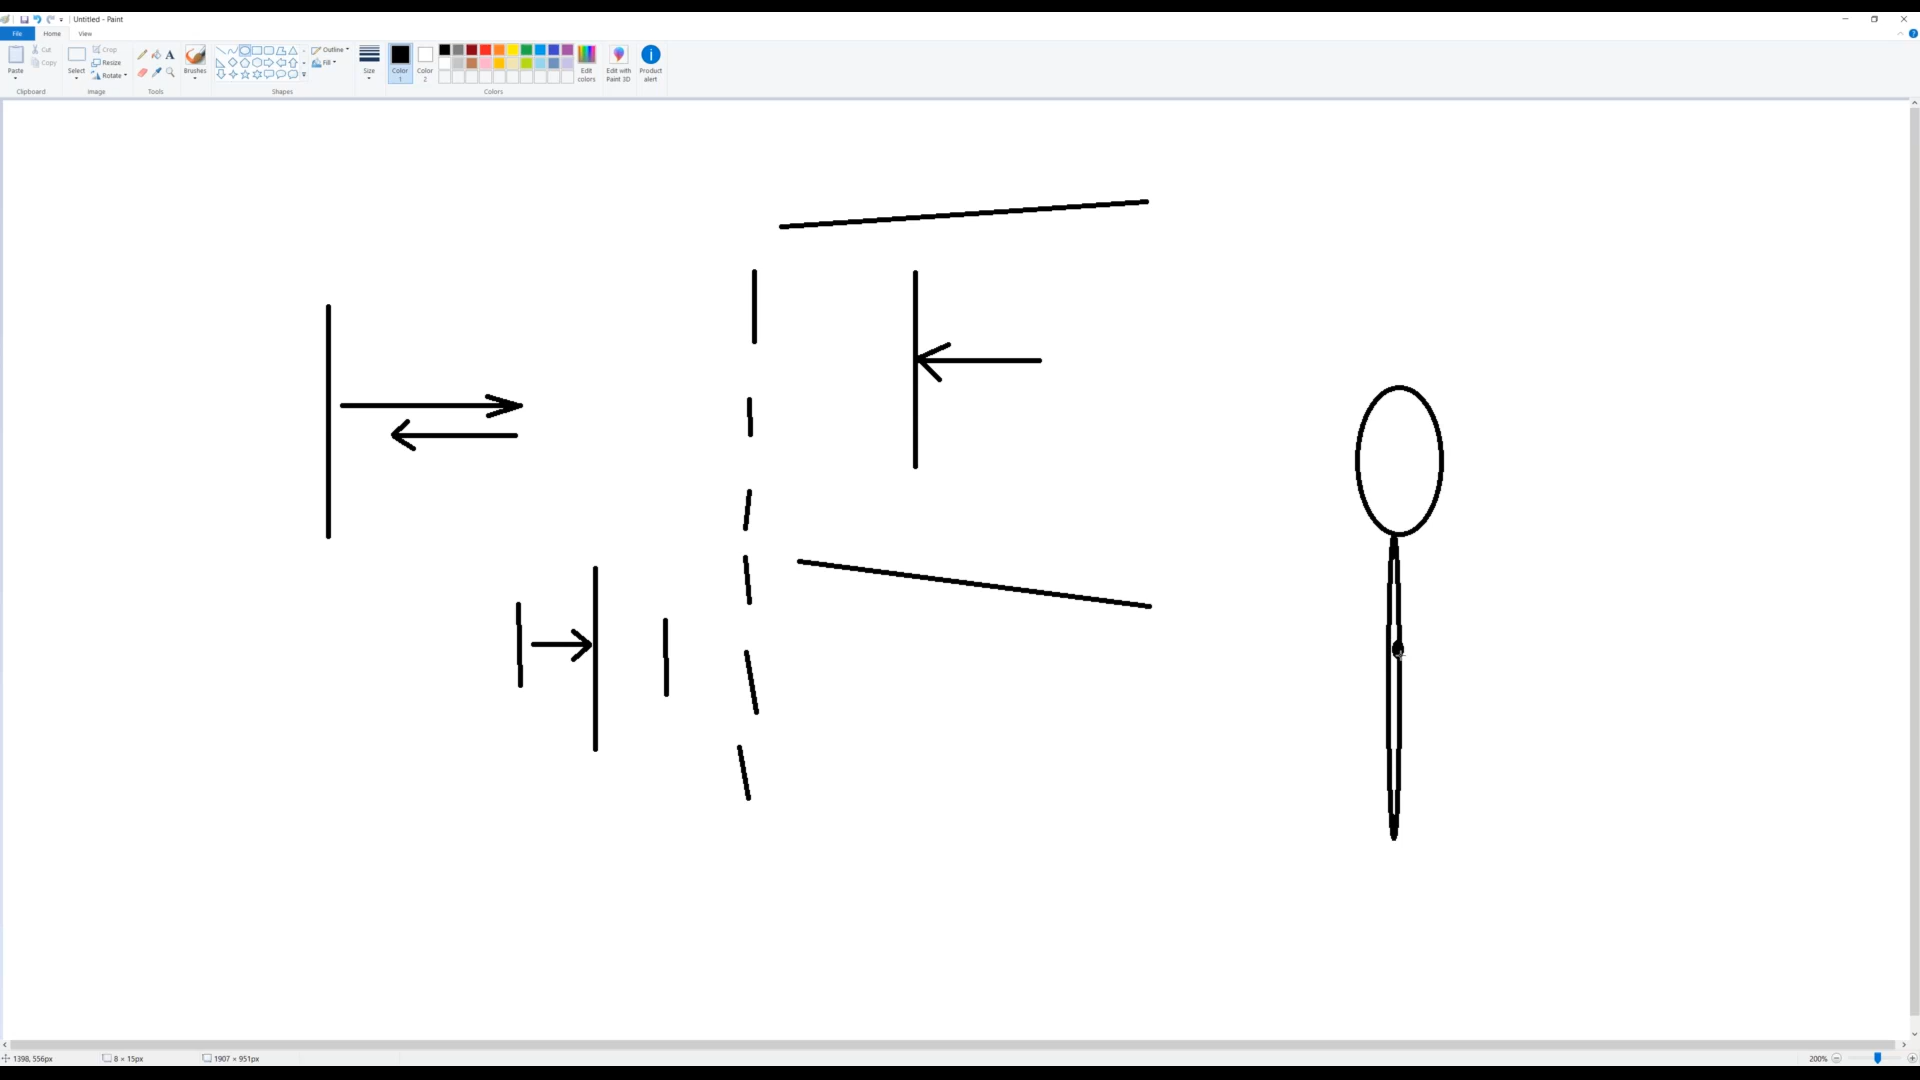 Untitled - Paint
File
Home
View
Paste
Cut
Copy
Clipboard
Select
Crop
Resize
Rotate
Image
A
Tools
Brushes
Outline
Fill
Shapes
Size
Color
1
Color
2
Edit
colors
Colors
Edit with
Paint 3D
Product
alert
1398, 556px
8 × 15px
1907 × 951px
200%